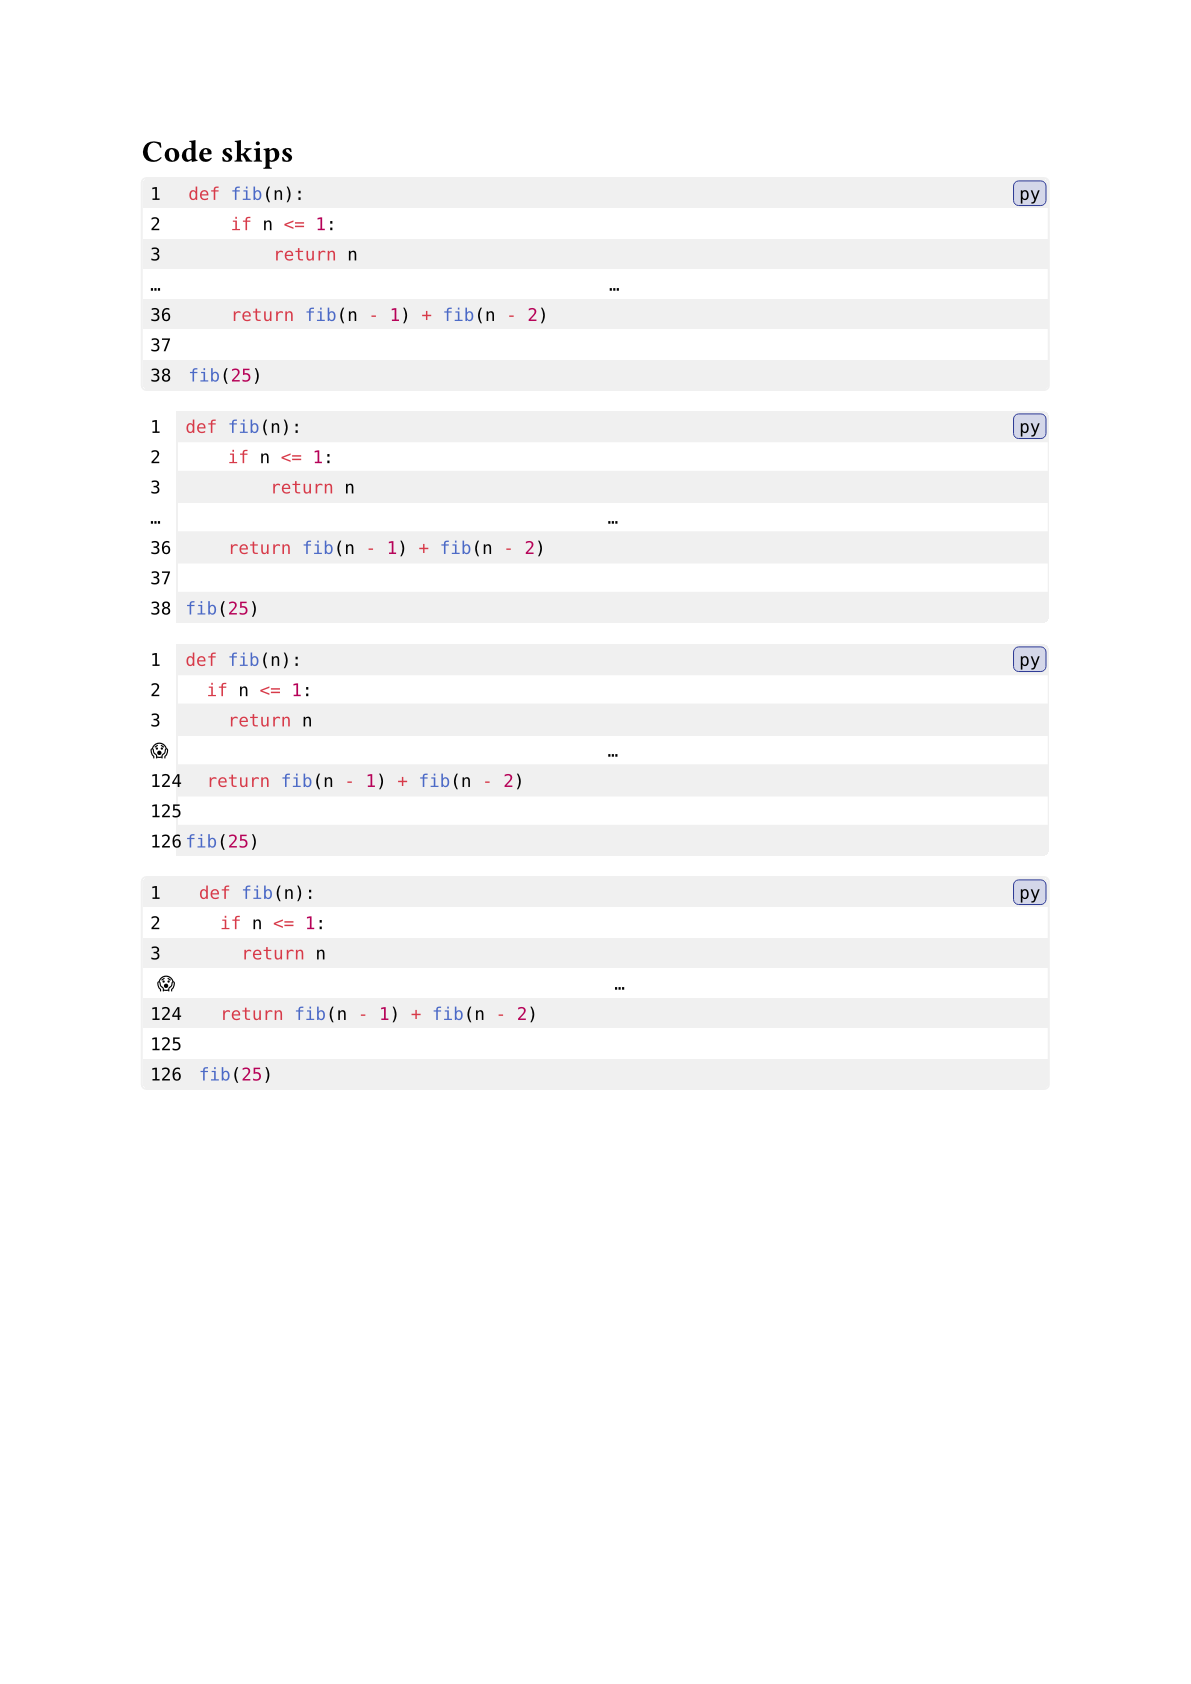 Code skips
1 def fib(n): py
2     if n <= 1:
3         return n
… …
36     return fib(n - 1) + fib(n - 2)
37
38 fib(25)
1 def fib(n): py
2     if n <= 1:
3         return n
… …
36     return fib(n - 1) + fib(n - 2)
37
38 fib(25)
1 def fib(n): py
2   if n <= 1:
3     return n
😱 …
124   return fib(n - 1) + fib(n - 2)
125
126 fib(25)
1 def fib(n): py
2   if n <= 1:
3     return n
😱 …
124   return fib(n - 1) + fib(n - 2)
125
126 fib(25)